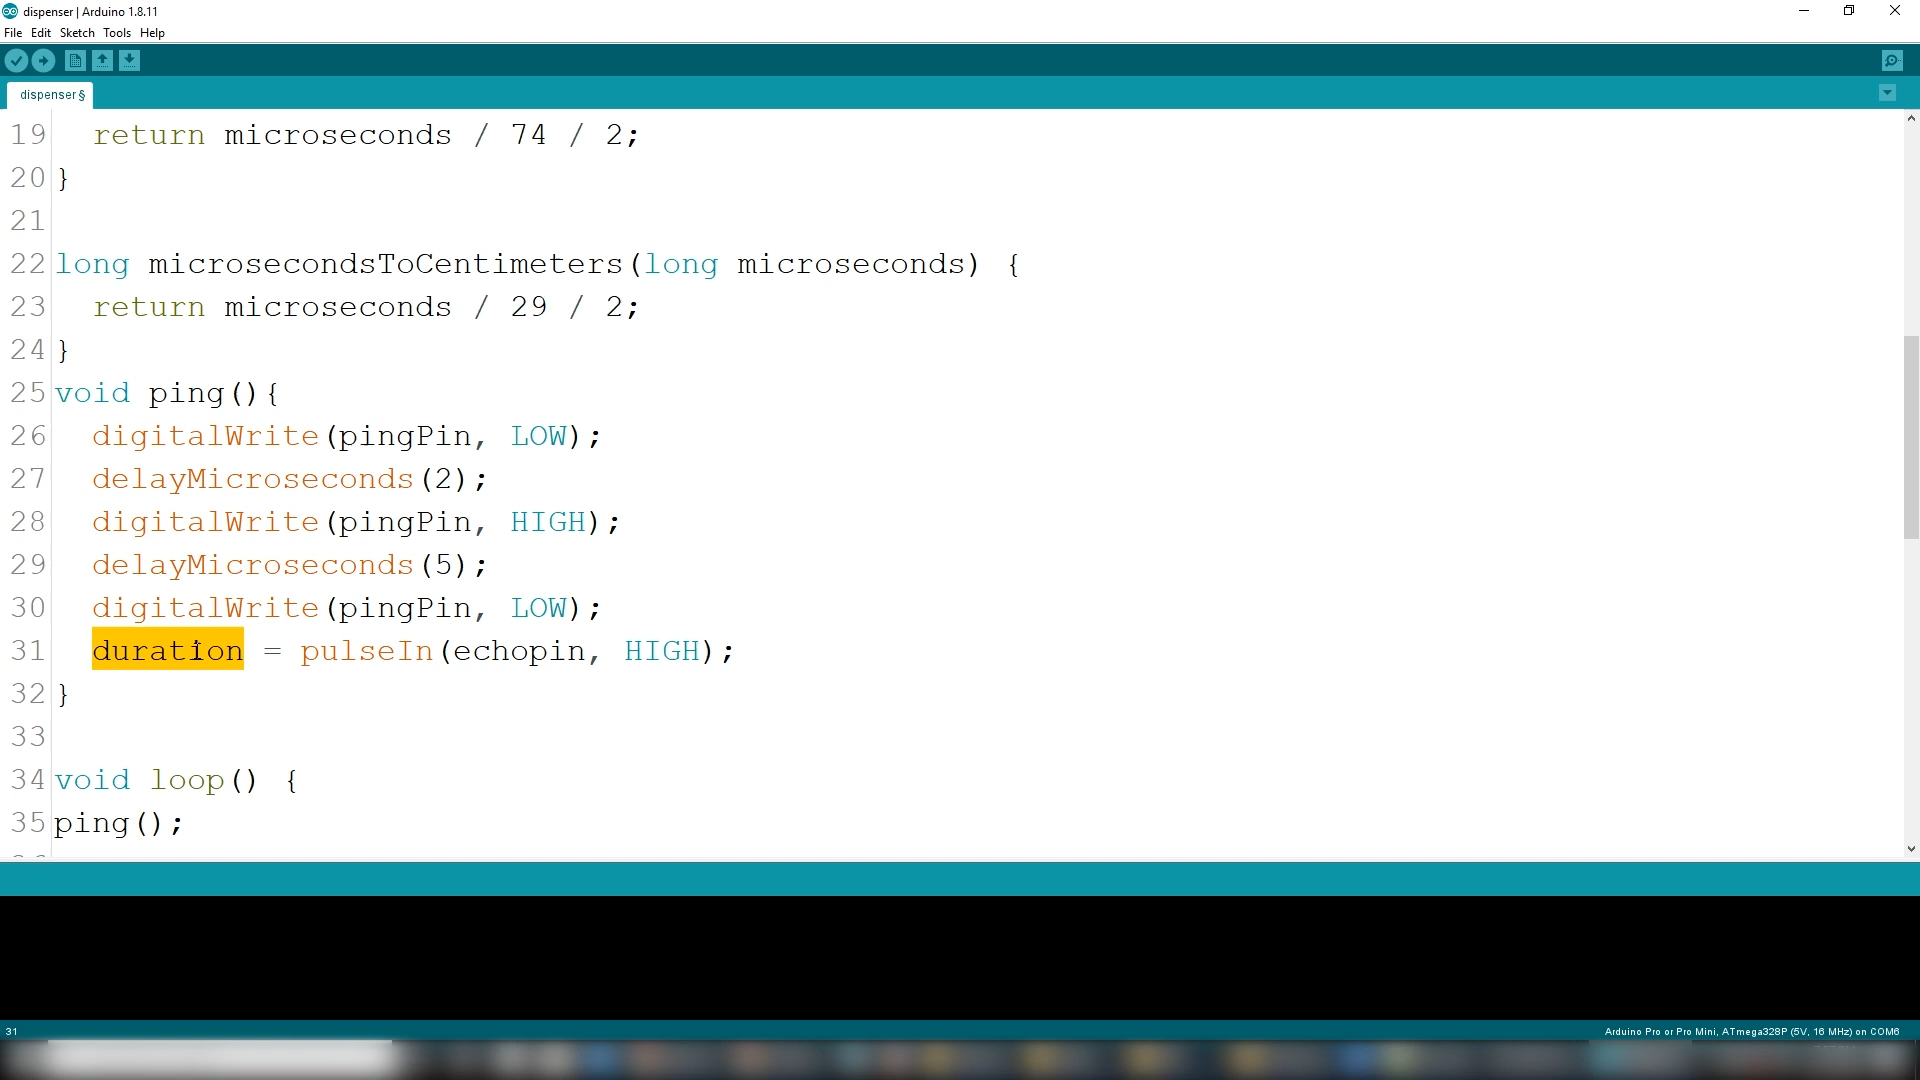 dispenser | Arduino 1.8.11
File Edit Sketch Tools Help
dispenser §
19 return microseconds / 74 / 2;
20 }
21
22 long microsecondsToCentimeters(long microseconds) {
23 return microseconds / 29 / 2;
24 }
25 void ping(){
26 digitalWrite(pingPin, LOW);
27 delayMicroseconds(2);
28 digitalWrite(pingPin, HIGH);
29 delayMicroseconds(5);
30 digitalWrite(pingPin, LOW);
31 duration = pulseIn(echopin, HIGH);
32 }
33
34 void loop() {
35 ping();
31 Arduino Pro or Pro Mini, ATmega328P (5V, 16 MHz) on COM6